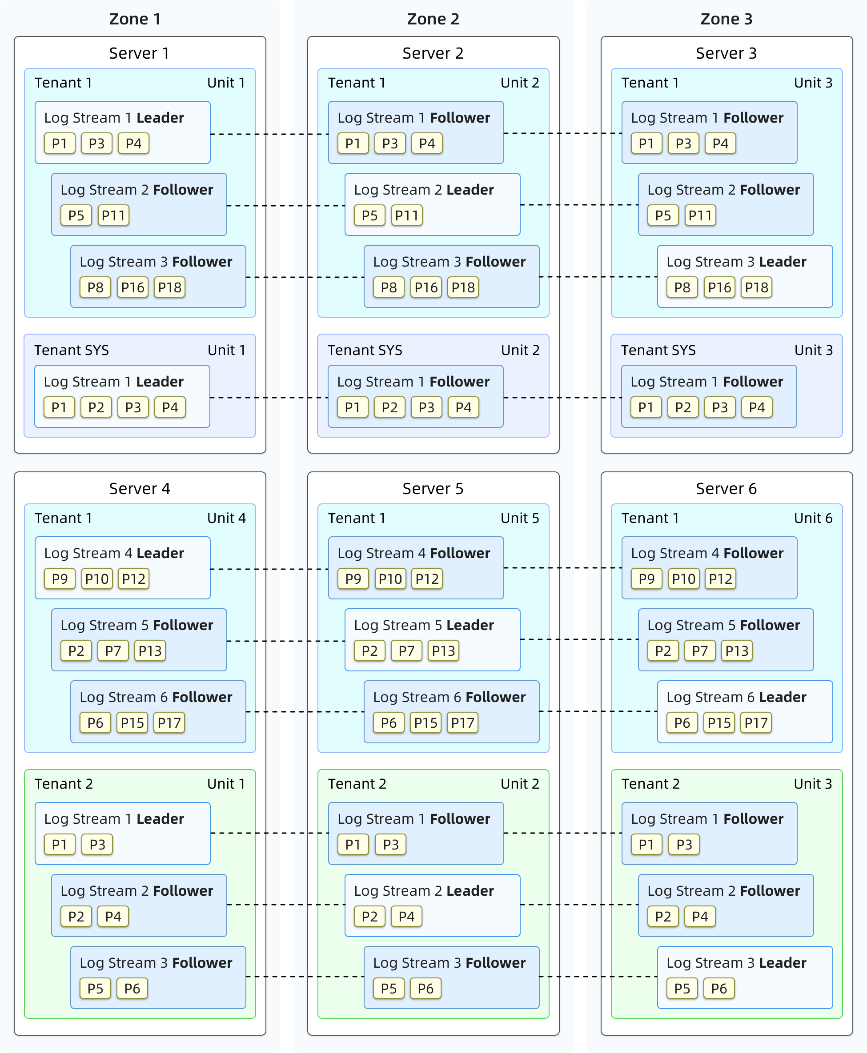 Zone 1
Zone 2
Zone 3
Server 1
Tenant 1 Unit 1
Log Stream 1 Leader
P1 P3 P4
Log Stream 2 Follower
P5 P11
Log Stream 3 Follower
P8 P16 P18
Tenant SYS Unit 1
Log Stream 1 Leader
P1 P2 P3 P4
Server 2
Tenant 1 Unit 2
Log Stream 1 Follower
P1 P3 P4
Log Stream 2 Leader
P5 P11
Log Stream 3 Follower
P8 P16 P18
Tenant SYS Unit 2
Log Stream 1 Follower
P1 P2 P3 P4
Server 3
Tenant 1 Unit 3
Log Stream 1 Follower
P1 P3 P4
Log Stream 2 Follower
P5 P11
Log Stream 3 Leader
P8 P16 P18
Tenant SYS Unit 3
Log Stream 1 Follower
P1 P2 P3 P4
Server 4
Tenant 1 Unit 4
Log Stream 4 Leader
P9 P10 P12
Log Stream 5 Follower
P2 P7 P13
Log Stream 6 Follower
P6 P15 P17
Tenant 2 Unit 1
Log Stream 1 Leader
P1 P3
Log Stream 2 Follower
P2 P4
Log Stream 3 Follower
P5 P6
Server 5
Tenant 1 Unit 5
Log Stream 4 Follower
P9 P10 P12
Log Stream 5 Leader
P2 P7 P13
Log Stream 6 Follower
P6 P15 P17
Tenant 2 Unit 2
Log Stream 1 Follower
P1 P3
Log Stream 2 Leader
P2 P4
Log Stream 3 Follower
P5 P6
Server 6
Tenant 1 Unit 6
Log Stream 4 Follower
P9 P10 P12
Log Stream 5 Follower
P2 P7 P13
Log Stream 6 Leader
P6 P15 P17
Tenant 2 Unit 3
Log Stream 1 Follower
P1 P3
Log Stream 2 Follower
P2 P4
Log Stream 3 Leader
P5 P6